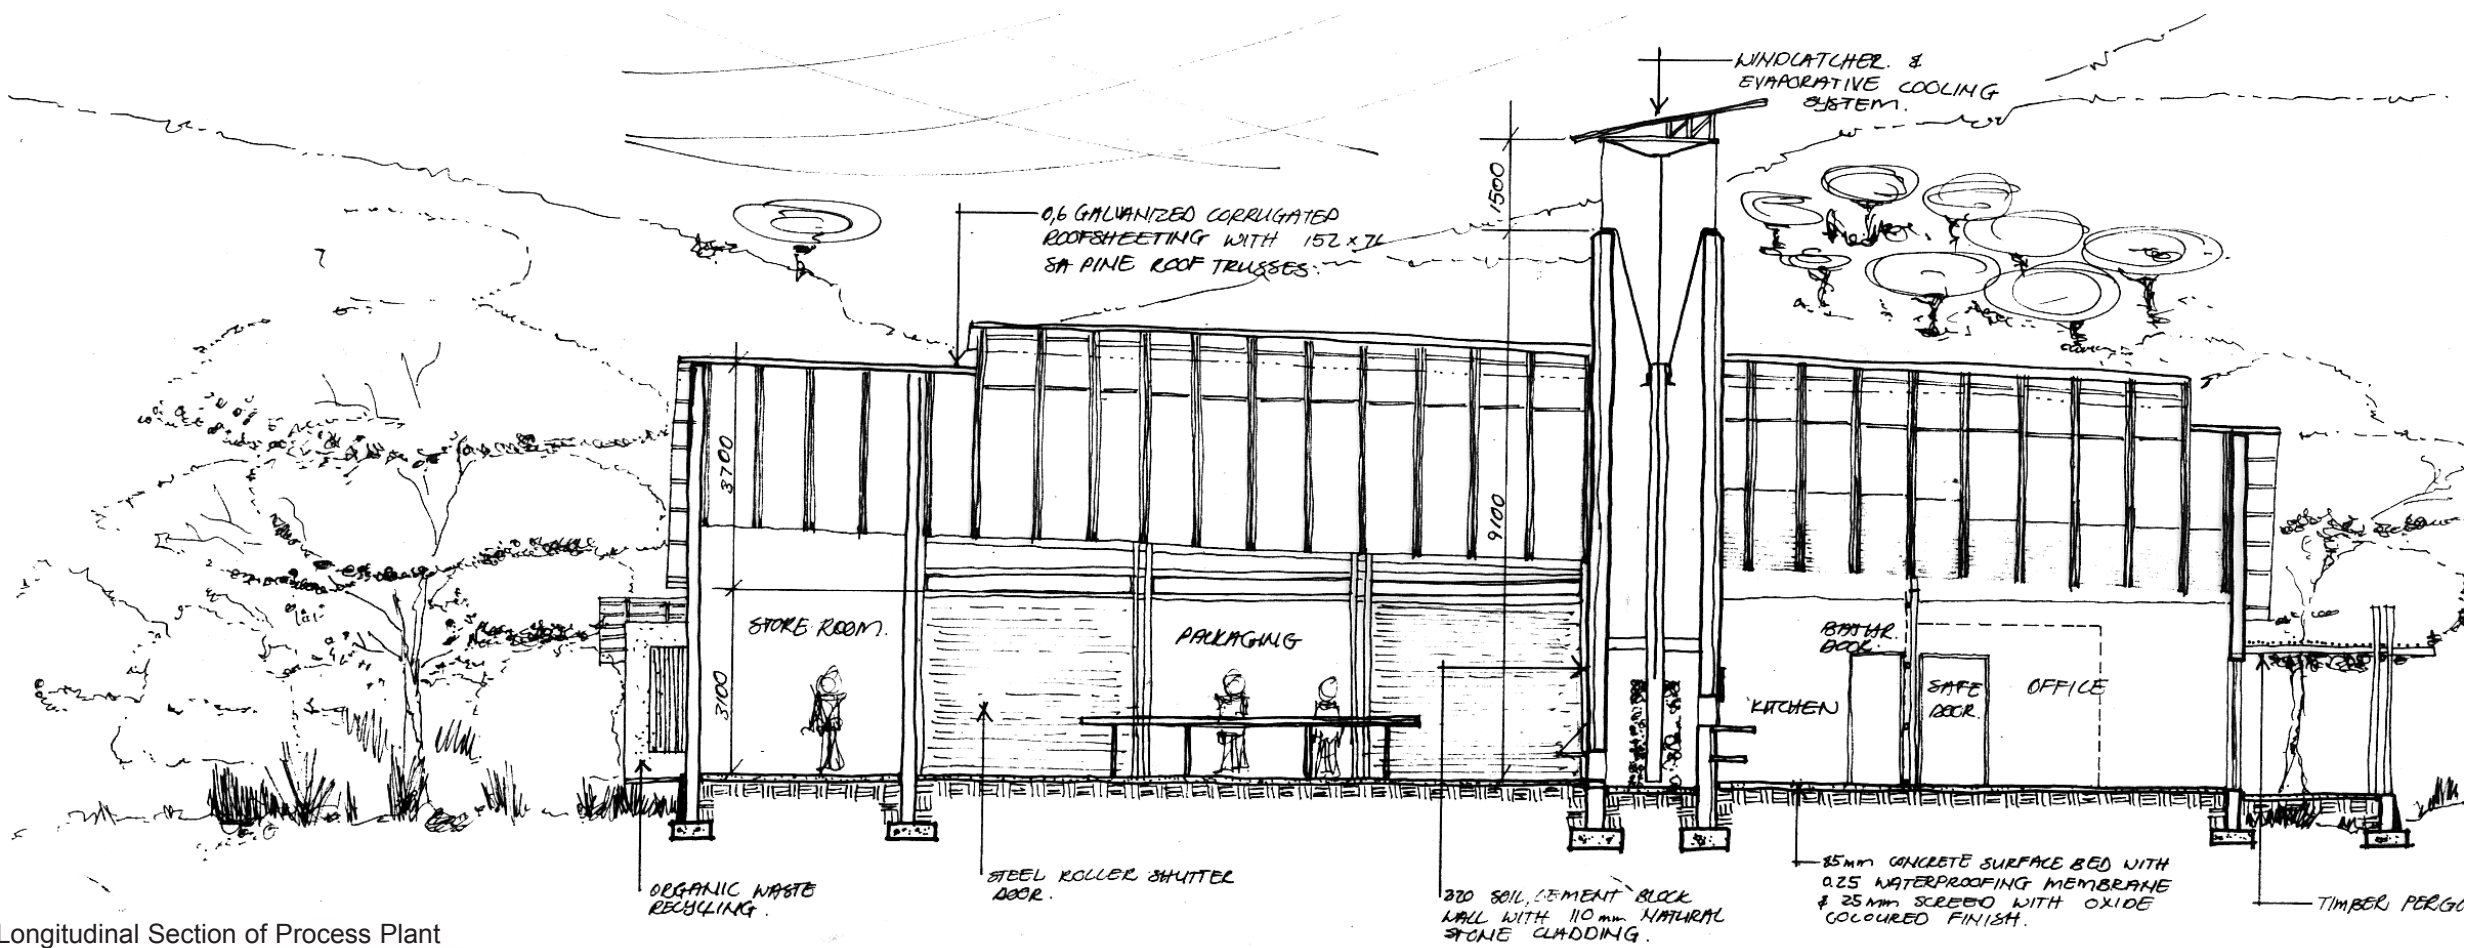 WINDCATCHER. &
EVAPORATIVE COOLING
SYSTEM.
0,6 GALVANIZED CORRUGATED
ROOFSHEETING WITH 152 x 76
SA PINE ROOF TRUSSES.
1500
3700
9100
3100
STORE ROOM.
PACKAGING
KITCHEN
DOOR.
SAFE
DOOR.
OFFICE
ORGANIC WASTE
RECYCLING.
STEEL ROLLER SHUTTER
DOOR.
320 SOIL, CEMENT BLOCK
WALL WITH 110 mm NATURAL
STONE CLADDING.
85mm CONCRETE SURFACE BED WITH
0.25 WATERPROOFING MEMBRANE
& 25mm SCREED WITH OXIDE
COLOURED FINISH.
TIMBER PERGO
Longitudinal Section of Process Plant